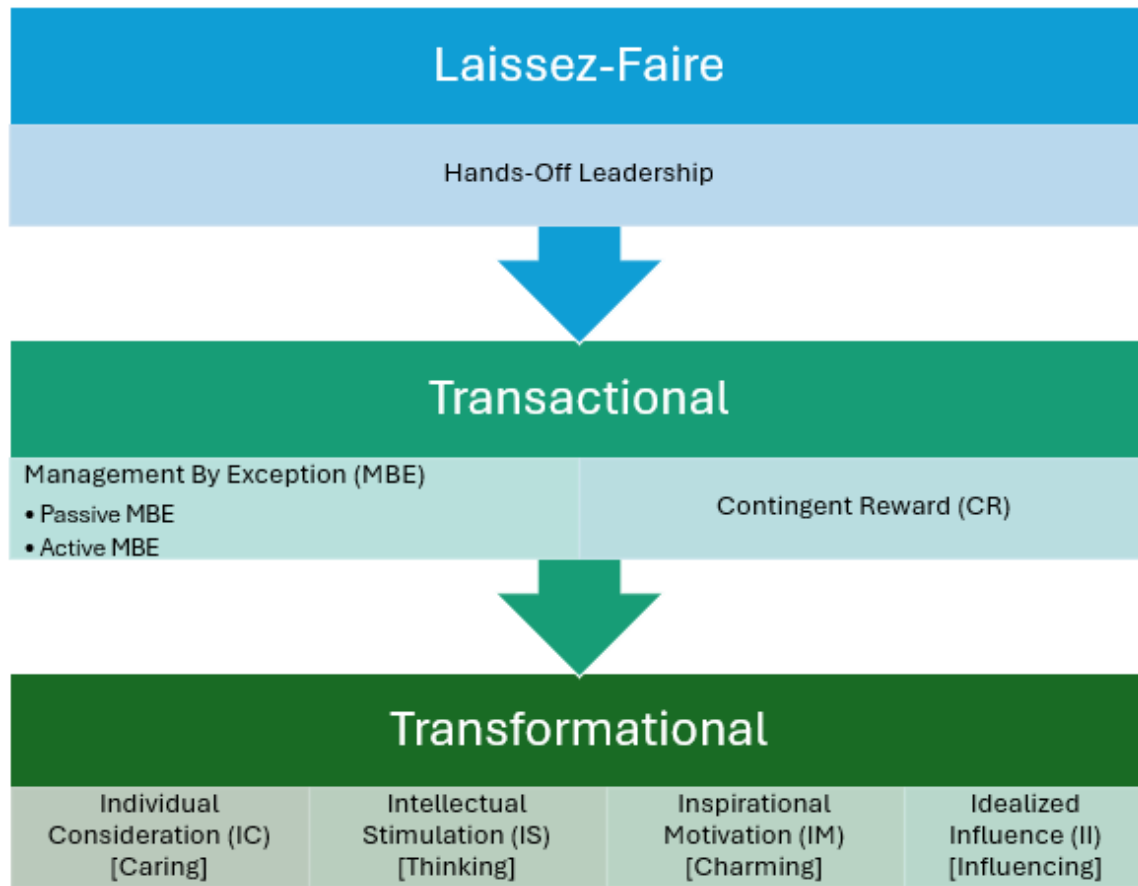 Laissez-Faire
Hands-Off Leadership
Transactional
Management By Exception (MBE)
• Passive MBE
• Active MBE
Contingent Reward (CR)
Transformational
Individual
Consideration (IC)
[Caring]
Intellectual
Stimulation (IS)
[Thinking]
Inspirational
Motivation (IM)
[Charming]
Idealized
Influence (II)
[Influencing]